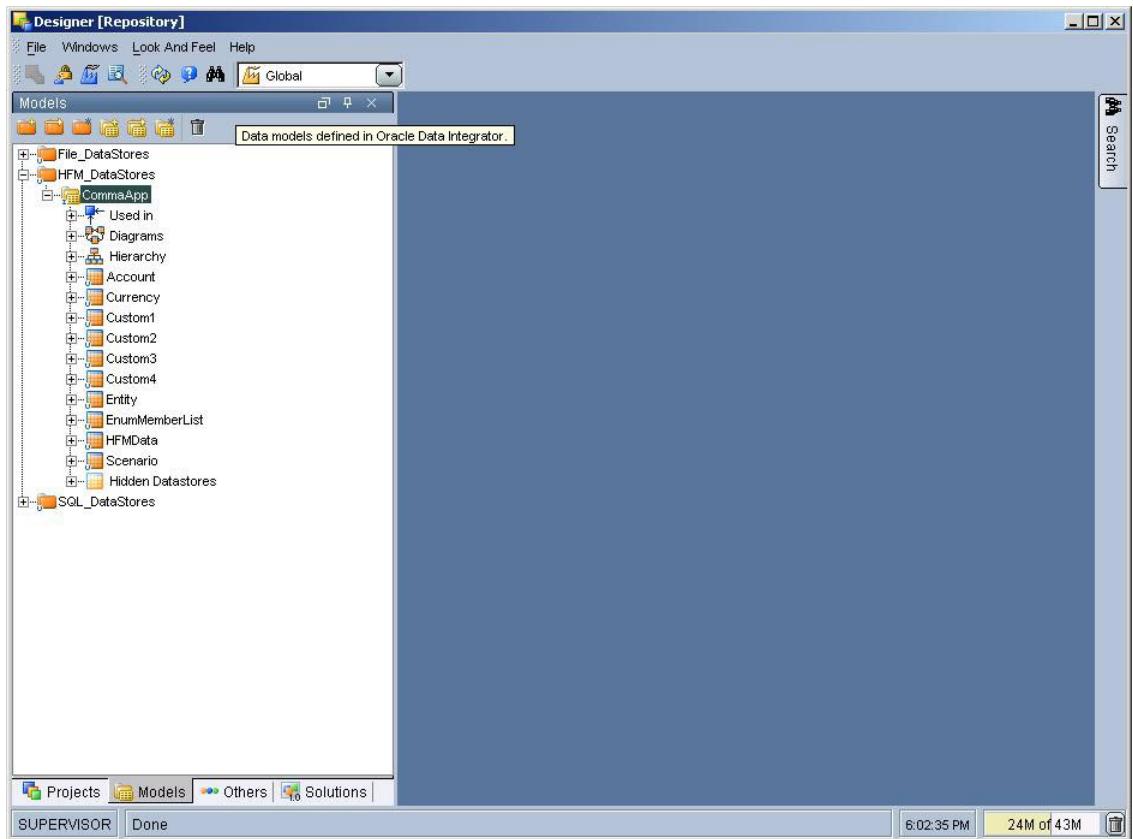 Designer [Repository]
File Windows Look And Feel Help
Global
Models
Data models defined in Oracle Data Integrator.
Search
File_DataStores
HFM_DataStores
CommaApp
Used in
Diagrams
Hierarchy
Account
Currency
Custom1
Custom2
Custom3
Custom4
Entity
EnumMemberList
HFMData
Scenario
Hidden Datastores
SQL_DataStores
Projects Models Others Solutions
SUPERVISOR Done 6:02:35 PM 24M of 43M